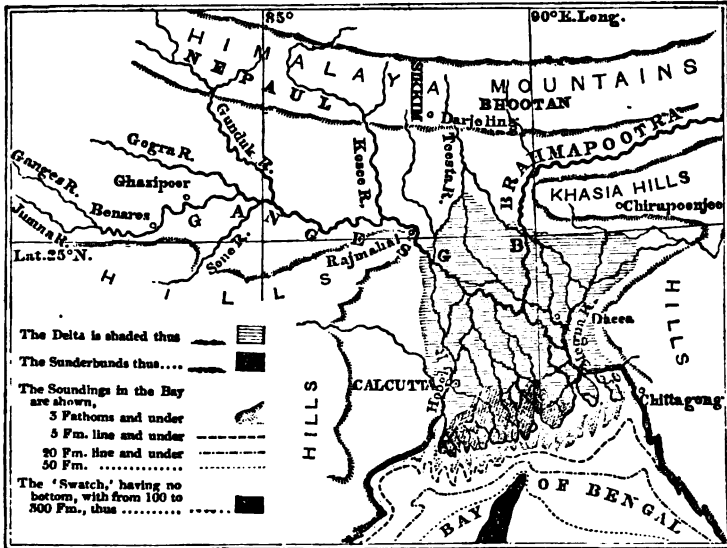 85°
90° E. Long.
HIMALAYA MOUNTAINS
NEPAUL
SIKKIM
BHOOTAN
Darjeling
BRAHMAPOOTRA
Gunduk R.
Gogra R.
Kosee R.
Teesta R.
Ganges R.
Ghazipoor
KHASIA HILLS
Chirapoonjee
Benares
Jumna R.
GANGES
Sone R.
Rajmahal
G
B
Lat. 25° N.
HILLS
HILLS
HILLS
Dacca
Megna R.
CALCUTTA
Hoogly
Chittagong
The Delta is shaded thus
The Sunderbunds thus....
The Soundings in the Bay
are shown,
3 Fathoms and under
5 Fm. line and under
20 Fm. line and under
50 Fm. ...............
The 'Swatch,' having no
bottom, with from 100 to
300 Fm., thus ..........
BAY OF BENGAL